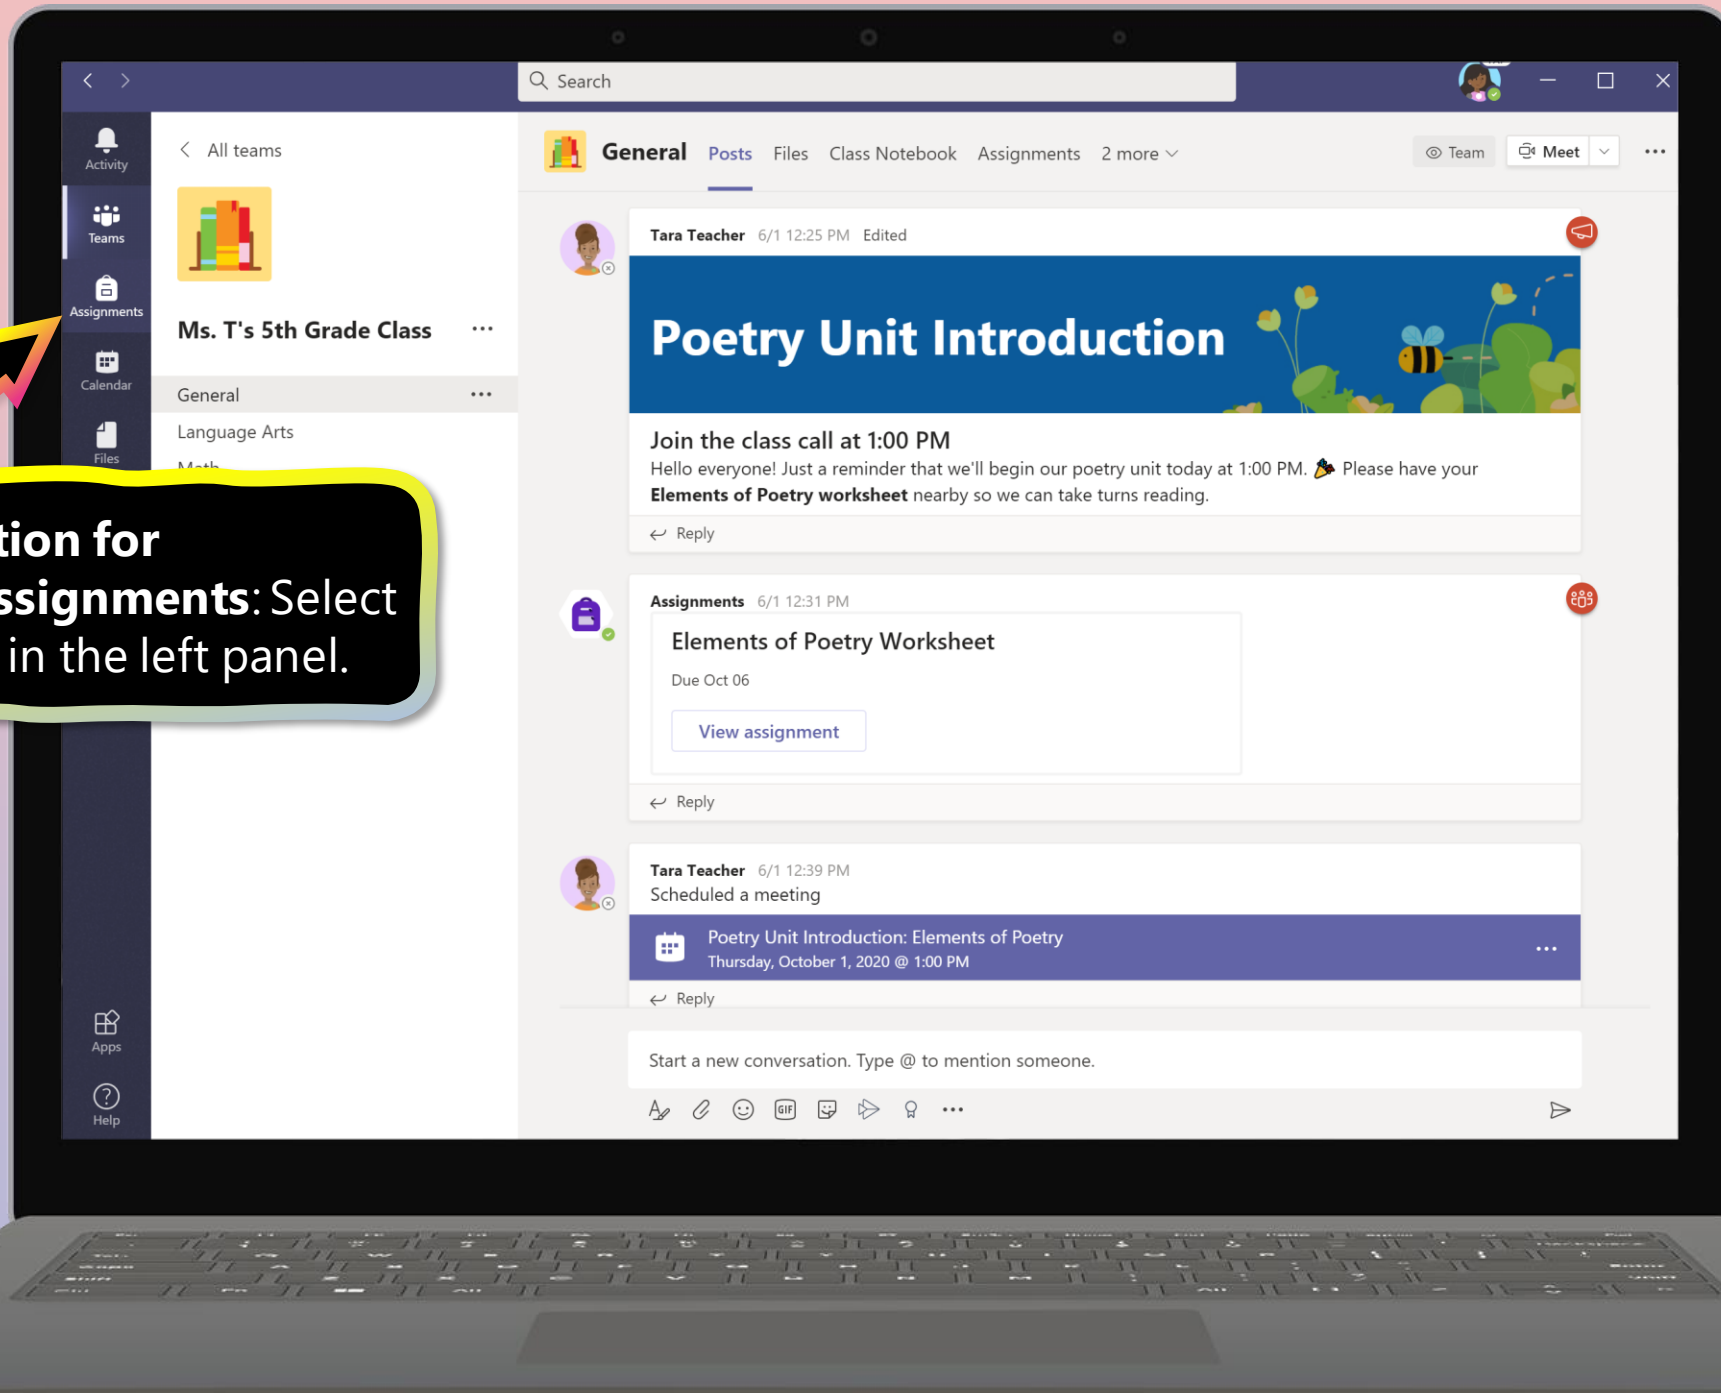 Search
Activity
Teams
Assignments
Calendar
Files
All teams
Ms. T's 5th Grade Class
General
Language Arts
Math
tion for
ssignments: Select
in the left panel.
Apps
Help
General Posts Files Class Notebook Assignments 2 more
Team
Meet
Tara Teacher 6/1 12:25 PM Edited
Poetry Unit Introduction
Join the class call at 1:00 PM
Hello everyone! Just a reminder that we'll begin our poetry unit today at 1:00 PM. 🎉 Please have your
Elements of Poetry worksheet nearby so we can take turns reading.
Reply
Assignments 6/1 12:31 PM
Elements of Poetry Worksheet
Due Oct 06
View assignment
Reply
Tara Teacher 6/1 12:39 PM
Scheduled a meeting
Poetry Unit Introduction: Elements of Poetry
Thursday, October 1, 2020 @ 1:00 PM
Reply
Start a new conversation. Type @ to mention someone.
GIF